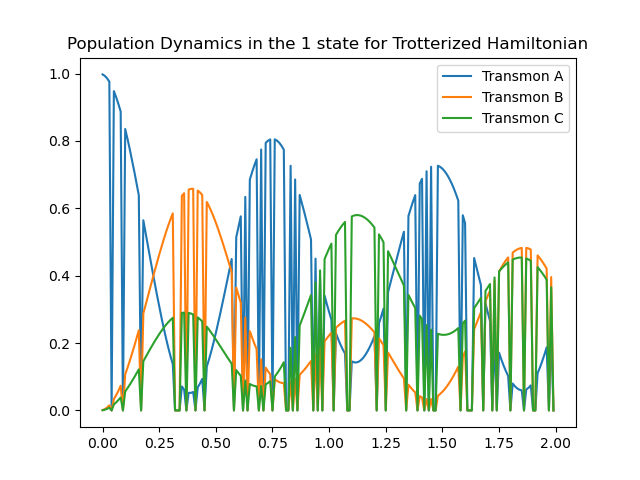 Population Dynamics in the 1 state for Trotterized Hamiltonian
Transmon A
Transmon B
Transmon C
1.0
0.8
0.6
0.4
0.2
0.0
0.00 0.25 0.50 0.75 1.00 1.25 1.50 1.75 2.00